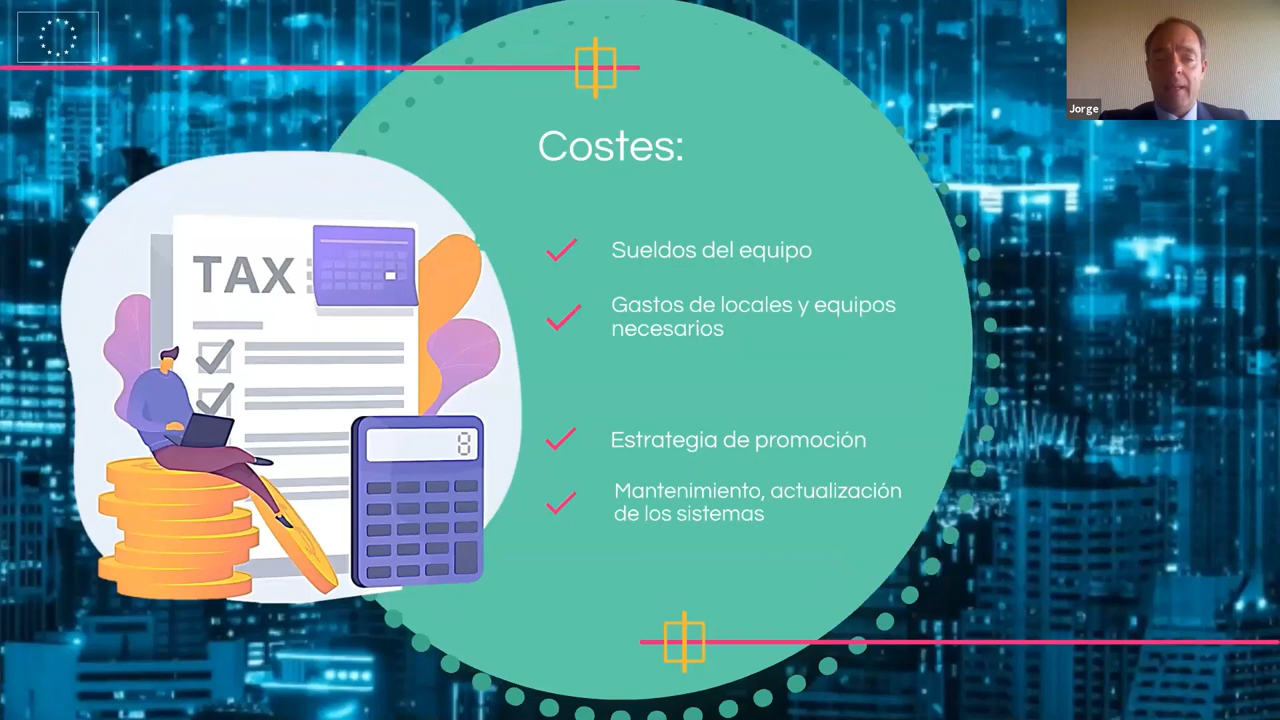 Jorge
Costes:
TAX
Sueldos del equipo
Gastos de locales y equipos
necesarios
8
Estrategia de promoción
Mantenimiento, actualización
de los sistemas